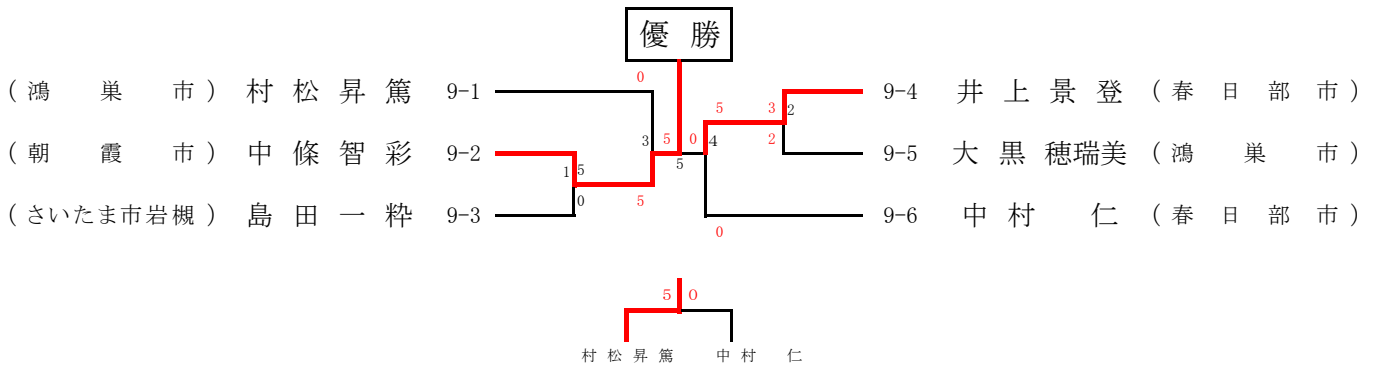 優 勝
(鴻巣市) 村松昇篤 9-1
0
5 3 2
9-4 井上景登 (春日部市)
(朝霞市) 中條智彩 9-2
3 5 0 4
2
5
9-5 大黒穂瑞美 (鴻巣市)
1 5
0
5
(さいたま市岩槻) 島田一粋 9-3
9-6 中村 仁 (春日部市)
0
5 0
村松昇篤 中村 仁